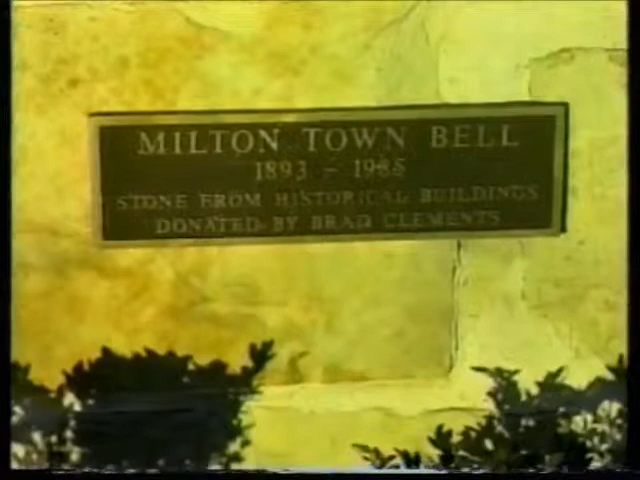 MILTON TOWN BELL
1893 - 1985
STONE FROM HISTORICAL BUILDINGS
DONATED BY BRAD CLEMENTS